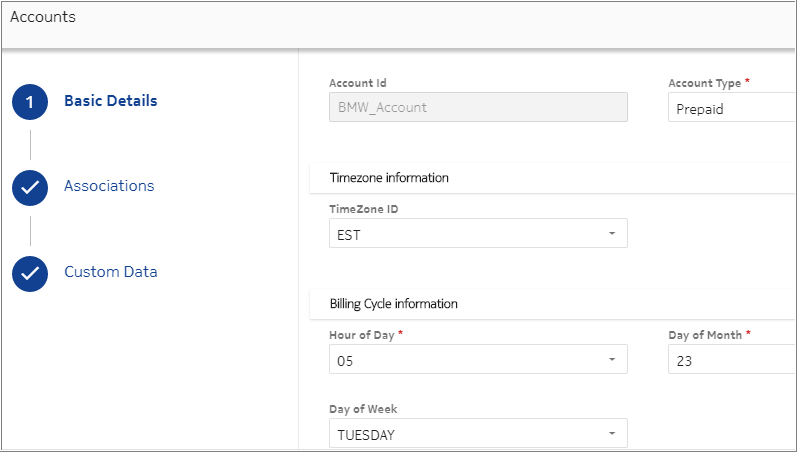 Accounts
1 Basic Details
Associations
Custom Data
Account Id
Account Type *
BMW_Account
Prepaid
Timezone information
TimeZone ID
EST
Billing Cycle information
Hour of Day *
Day of Month *
05
23
Day of Week
TUESDAY